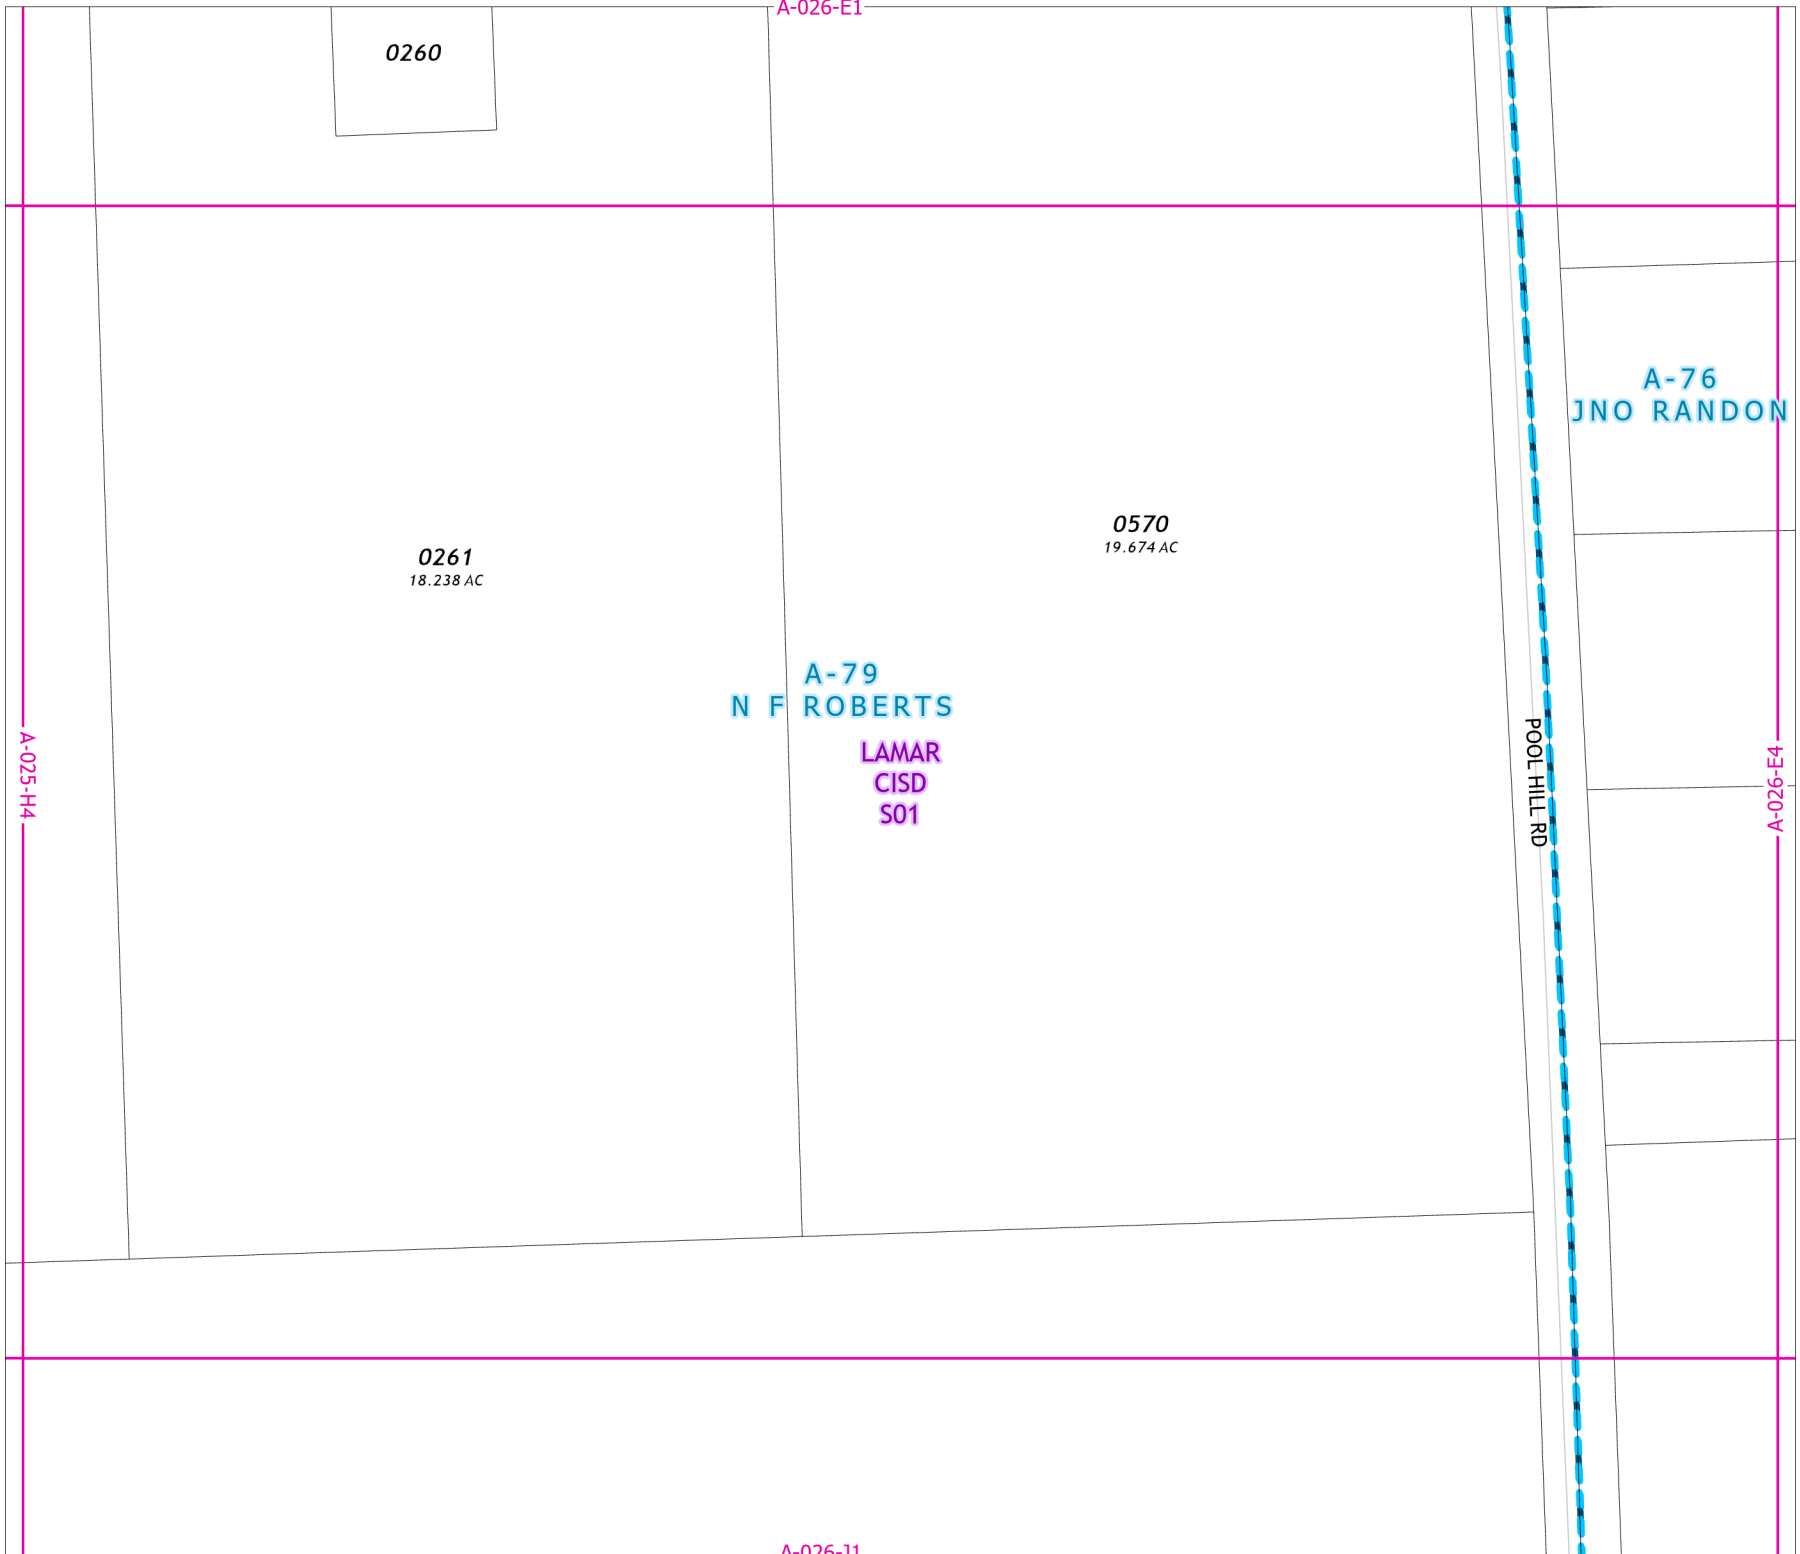 A-026-E1
0260
A-76
JNO RANDON
0570
19.674 AC
0261
18.238 AC
A-79
N F ROBERTS
LAMAR
CISD
S01
POOL HILL RD
A-025-H4
A-026-E4
A-026-J1